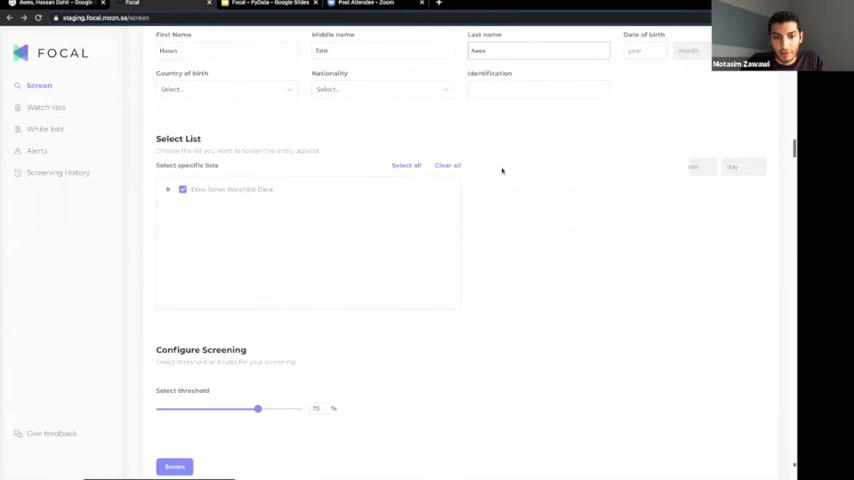 Awes, Hassan Dahir - Google
Focal
Focal - PyData - Google Slides
Post Attendee - Zoom
staging.focal.mozn.sa/screen
Motasim Zawawi
FOCAL
Screen
Watch lists
White lists
Alerts
Screening History
Give feedback
First Name
Middle name
Last name
Date of birth
Hasan
Tahir
Awes
year
month
Country of birth
Nationality
Identification
Select...
Select...
Select List
Choose the list you want to screen the entity against
Select specific lists
Select all
Clear all
day
Dow Jones Watchlist Data
Configure Screening
Select threshold and rules for your screening
Select threshold
70 %
Screen